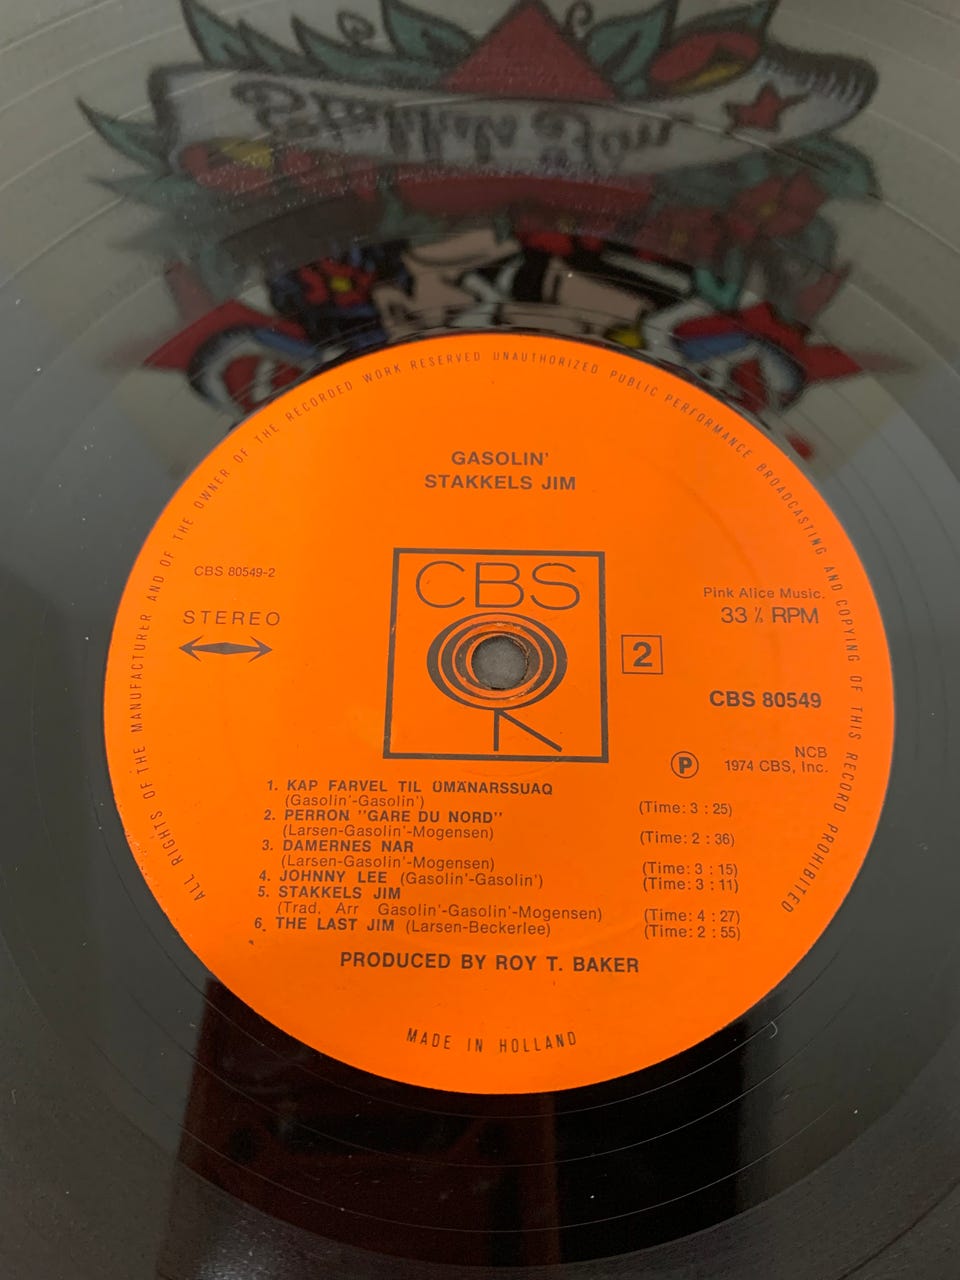 Stakkels Jim
ALL RIGHTS OF THE MANUFACTURER AND OF THE OWNER OF THE RECORDED WORK RESERVED UNAUTHORIZED PUBLIC PERFORMANCE BROADCASTING AND COPYING OF THIS RECORD PROHIBITED
GASOLIN'
STAKKELS JIM
CBS 80549-2
STEREO
CBS
2
Pink Alice Music.
33⅓ RPM
CBS 80549
NCB
℗ 1974 CBS, Inc.
1. KAP FARVEL TIL ÜMÄNARSSUAQ
(Gasolin'-Gasolin') (Time: 3 : 25)
2. PERRON "GARE DU NORD"
(Larsen-Gasolin'-Mogensen) (Time: 2 : 36)
3. DAMERNES NAR
(Larsen-Gasolin'-Mogensen) (Time: 3 : 15)
4. JOHNNY LEE (Gasolin'-Gasolin') (Time: 3 : 11)
5. STAKKELS JIM
(Trad. Arr Gasolin'-Gasolin'-Mogensen) (Time: 4 : 27)
6. THE LAST JIM (Larsen-Beckerlee) (Time: 2 : 55)
PRODUCED BY ROY T. BAKER
MADE IN HOLLAND